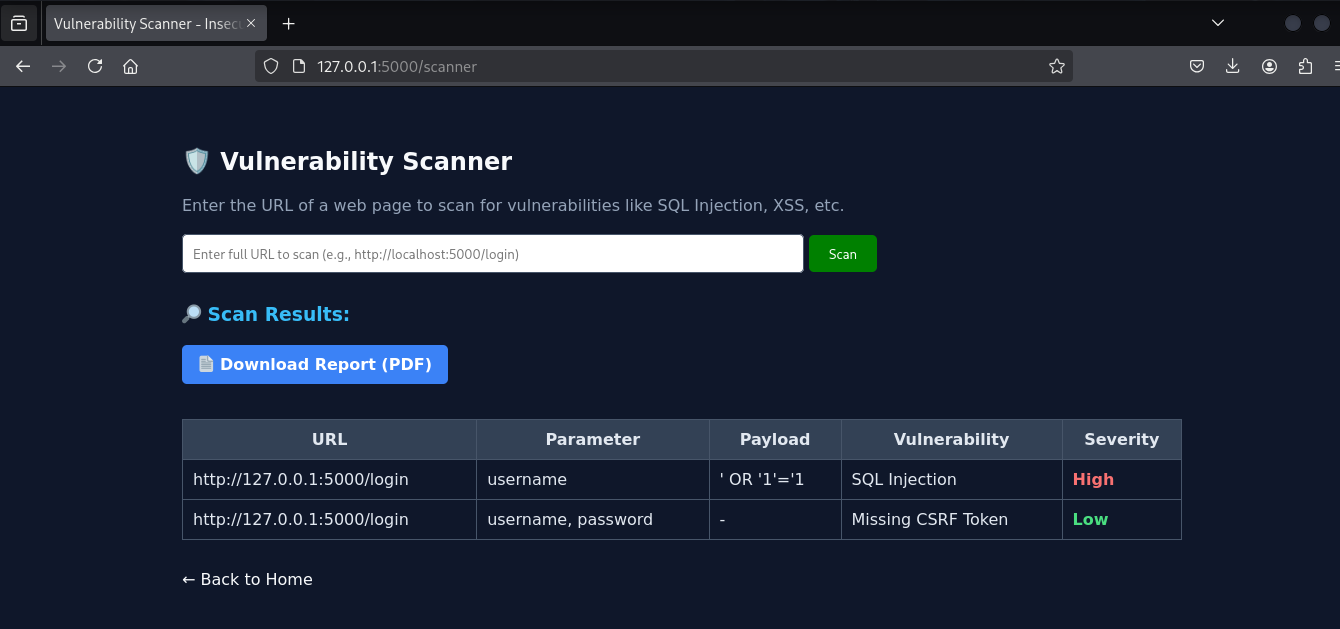 Vulnerability Scanner - Insecu
127.0.0.1:5000/scanner
Vulnerability Scanner
Enter the URL of a web page to scan for vulnerabilities like SQL Injection, XSS, etc.
Enter full URL to scan (e.g., http://localhost:5000/login) Scan
Scan Results:
Download Report (PDF)
URL Parameter Payload Vulnerability Severity
http://127.0.0.1:5000/login username ' OR '1'='1 SQL Injection High
http://127.0.0.1:5000/login username, password - Missing CSRF Token Low
← Back to Home